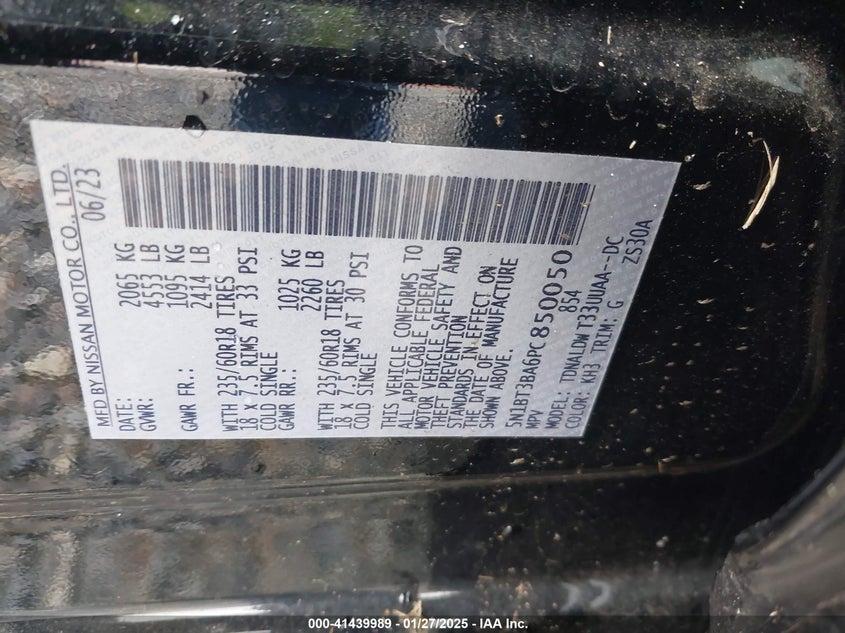 MFD BY NISSAN MOTOR CO., LTD.
DATE: 06/23
GVWR: 2065 KG
4553 LB
GAWR FR.: 1095 KG
2414 LB
WITH 235/60R18 TIRES
18 x 7.5 RIMS AT 33 PSI
COLD SINGLE
GAWR RR.: 1025 KG
2260 LB
WITH 235/60R18 TIRES
18 x 7.5 RIMS AT 30 PSI
COLD SINGLE
THIS VEHICLE CONFORMS TO
ALL APPLICABLE FEDERAL
MOTOR VEHICLE SAFETY AND
THEFT PREVENTION
STANDARDS IN EFFECT ON
THE DATE OF MANUFACTURE
SHOWN ABOVE.
5N1BT3BA6PC850050
MPV 854
MODEL: TDNALDW T33UUAA--DC
COLOR: KH3 TRIM: G ZS30A
000-41439989 - 01/27/2025 - IAA Inc.